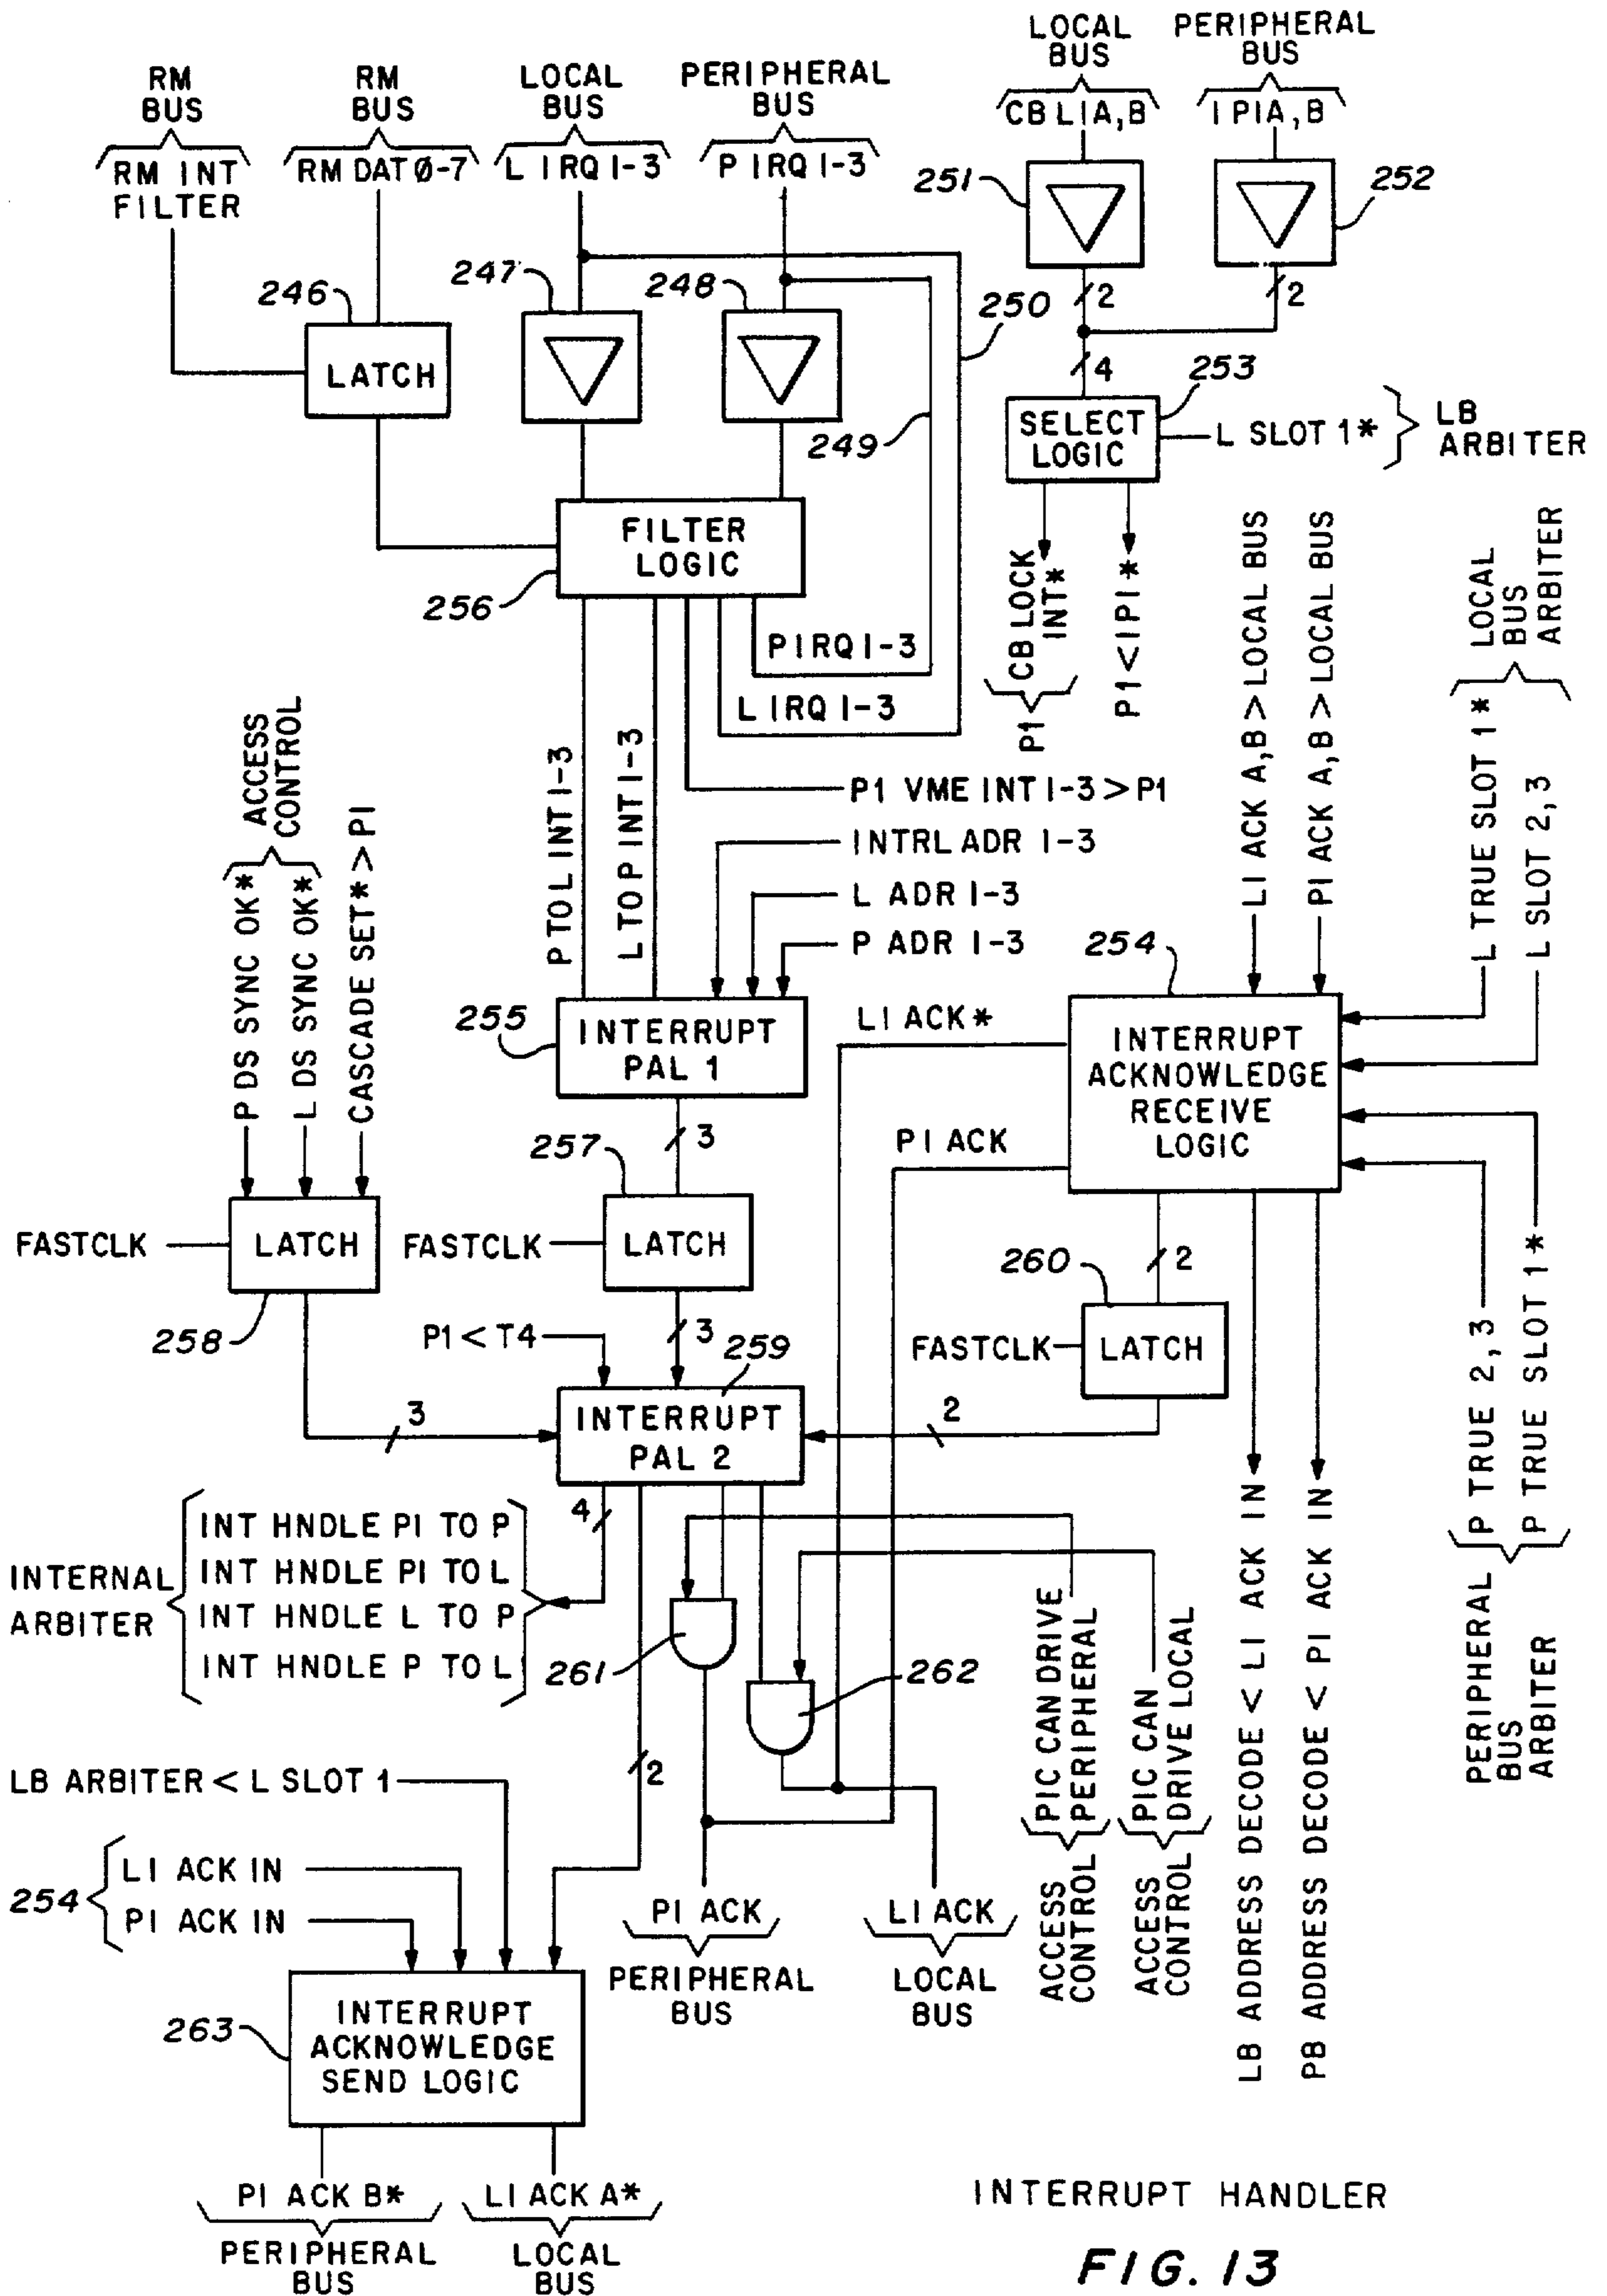 RM
BUS
RM INT
FILTER
RM
BUS
RM DAT Ø-7
LOCAL
BUS
L IRQ 1-3
PERIPHERAL
BUS
P IRQ 1-3
LOCAL
BUS
CB LIA, B
PERIPHERAL
BUS
I PIA, B
251
252
246
LATCH
247
248
249
250
2
2
4
253
SELECT
LOGIC
L SLOT 1*
LB
ARBITER
FILTER
LOGIC
256
PIRQ 1-3
L IRQ 1-3
CB LOCK
INT*
P1
P1 < IPI*
P TO L INT 1-3
L TO P INT 1-3
P1 VME INT 1-3 > P1
INTRL ADR 1-3
L ADR 1-3
P ADR 1-3
LI ACK A,B > LOCAL BUS
PI ACK A,B > LOCAL BUS
LOCAL
BUS
ARBITER
L TRUE SLOT 1*
L SLOT 2,3
ACCESS
CONTROL
P DS SYNC OK*
L DS SYNC OK*
CASCADE SET* > PI
255
INTERRUPT
PAL 1
254
INTERRUPT
ACKNOWLEDGE
RECEIVE
LOGIC
LI ACK*
PI ACK
3
257
FASTCLK
LATCH
FASTCLK
LATCH
258
3
P1 < T4
259
INTERRUPT
PAL 2
3
2
260
FASTCLK
LATCH
2
P TRUE 2,3
P TRUE SLOT 1*
PERIPHERAL
BUS
ARBITER
4
INTERNAL
ARBITER
INT HNDLE PI TO P
INT HNDLE PI TO L
INT HNDLE L TO P
INT HNDLE P TO L
261
262
PIC CAN DRIVE
PERIPHERAL
ACCESS
CONTROL
PIC CAN
DRIVE LOCAL
ACCESS
CONTROL
LB ADDRESS DECODE < LI ACK IN
PB ADDRESS DECODE < PI ACK IN
2
LB ARBITER < L SLOT 1
254
LI ACK IN
PI ACK IN
PI ACK
PERIPHERAL
BUS
LI ACK
LOCAL
BUS
263
INTERRUPT
ACKNOWLEDGE
SEND LOGIC
PI ACK B*
PERIPHERAL
BUS
LI ACK A*
LOCAL
BUS
INTERRUPT HANDLER
FIG. 13